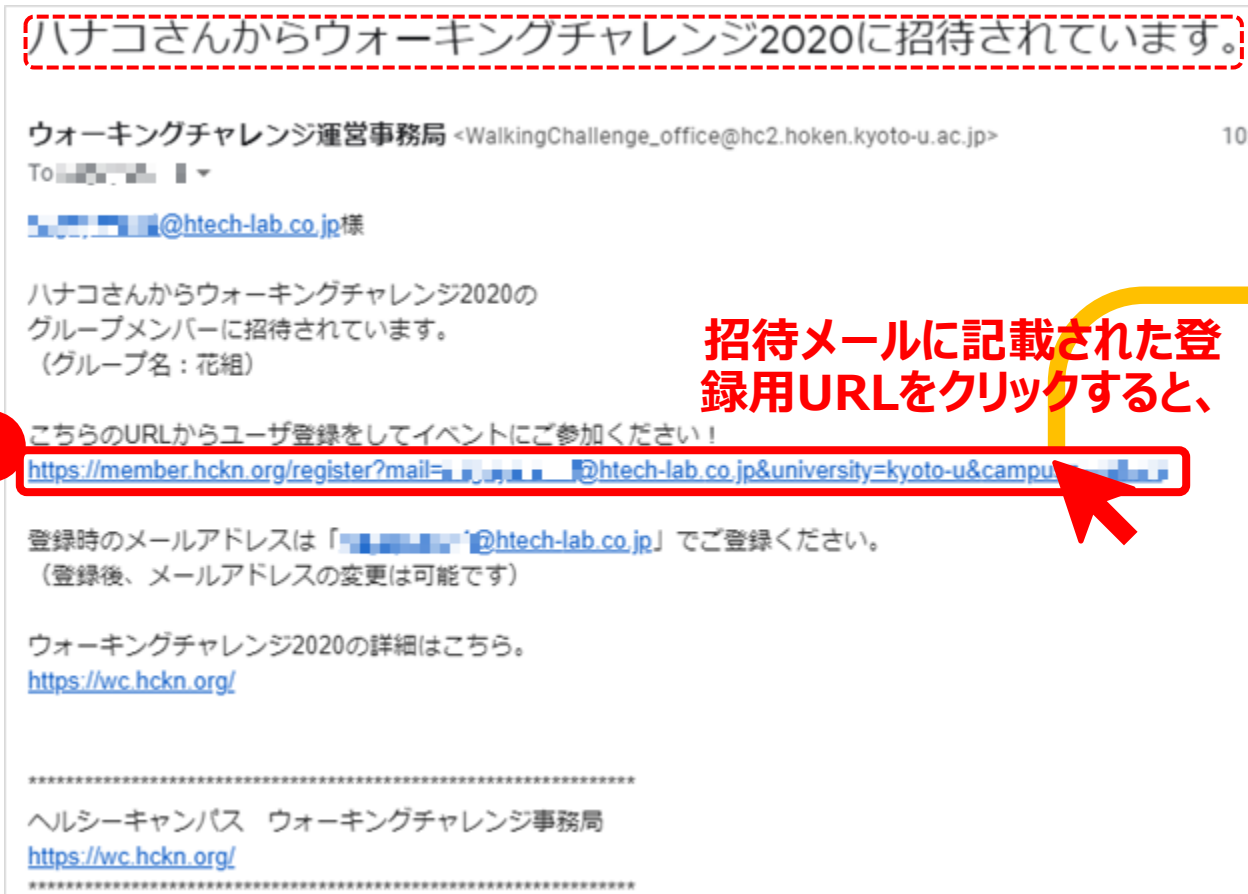 ハナコさんからウォーキングチャレンジ2020に招待されています。
ウォーキングチャレンジ運営事務局 <WalkingChallenge_office@hc2.hoken.kyoto-u.ac.jp>
10
To
@htech-lab.co.jp様
ハナコさんからウォーキングチャレンジ2020の
グループメンバーに招待されています。
（グループ名：花組）
招待メールに記載された登
録用URLをクリックすると、
こちらのURLからユーザ登録をしてイベントにご参加ください！
https://member.hckn.org/register?mail= @htech-lab.co.jp&university=kyoto-u&campu
登録時のメールアドレスは「 @htech-lab.co.jp」でご登録ください。
（登録後、メールアドレスの変更は可能です）
ウォーキングチャレンジ2020の詳細はこちら。
https://wc.hckn.org/
*****************************************************************
ヘルシーキャンパス　ウォーキングチャレンジ事務局
https://wc.hckn.org/
*****************************************************************